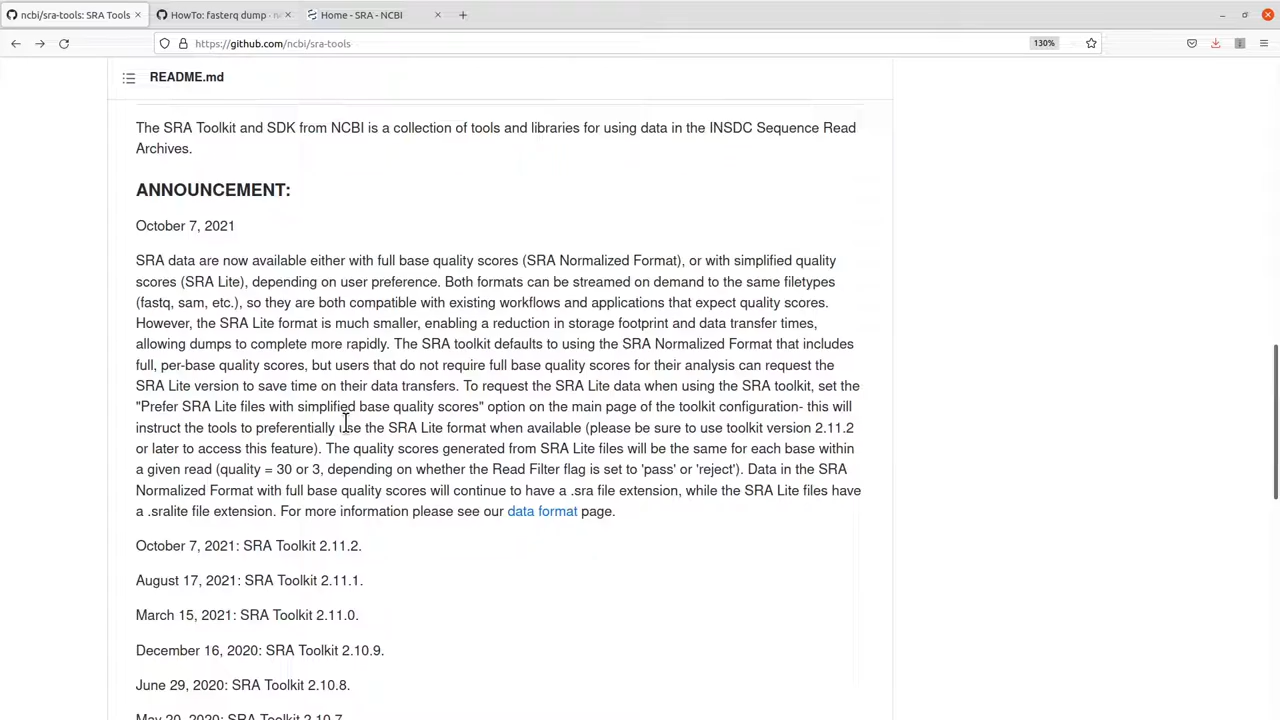 ncbi/sra-tools: SRA Tools
HowTo: fasterq dump
Home - SRA - NCBI
https://github.com/ncbi/sra-tools
130%
README.md
The SRA Toolkit and SDK from NCBI is a collection of tools and libraries for using data in the INSDC Sequence Read
Archives.
ANNOUNCEMENT:
October 7, 2021
SRA data are now available either with full base quality scores (SRA Normalized Format), or with simplified quality
scores (SRA Lite), depending on user preference. Both formats can be streamed on demand to the same filetypes
(fastq, sam, etc.), so they are both compatible with existing workflows and applications that expect quality scores.
However, the SRA Lite format is much smaller, enabling a reduction in storage footprint and data transfer times,
allowing dumps to complete more rapidly. The SRA toolkit defaults to using the SRA Normalized Format that includes
full, per-base quality scores, but users that do not require full base quality scores for their analysis can request the
SRA Lite version to save time on their data transfers. To request the SRA Lite data when using the SRA toolkit, set the
"Prefer SRA Lite files with simplified base quality scores" option on the main page of the toolkit configuration- this will
instruct the tools to preferentially use the SRA Lite format when available (please be sure to use toolkit version 2.11.2
or later to access this feature). The quality scores generated from SRA Lite files will be the same for each base within
a given read (quality = 30 or 3, depending on whether the Read Filter flag is set to 'pass' or 'reject'). Data in the SRA
Normalized Format with full base quality scores will continue to have a .sra file extension, while the SRA Lite files have
a .sralite file extension. For more information please see our data format page.
October 7, 2021: SRA Toolkit 2.11.2.
August 17, 2021: SRA Toolkit 2.11.1.
March 15, 2021: SRA Toolkit 2.11.0.
December 16, 2020: SRA Toolkit 2.10.9.
June 29, 2020: SRA Toolkit 2.10.8.
May 20, 2020: SRA Toolkit 2.10.7